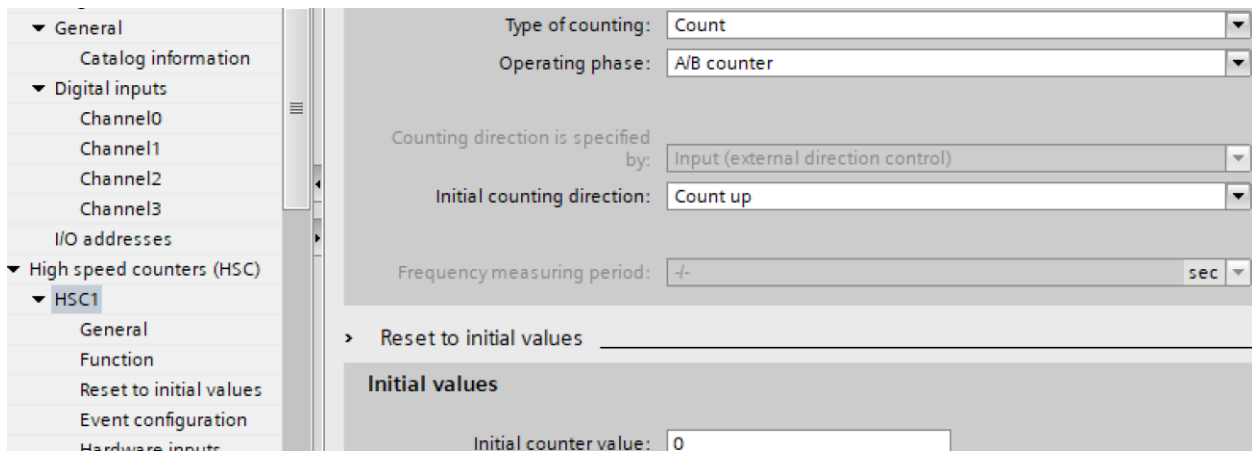 General
Catalog information
Digital inputs
Channel0
Channel1
Channel2
Channel3
I/O addresses
High speed counters (HSC)
HSC1
General
Function
Reset to initial values
Event configuration
Hardware inputs
Type of counting: Count
Operating phase: A/B counter
Counting direction is specified
by: Input (external direction control)
Initial counting direction: Count up
Frequency measuring period: -/- sec
Reset to initial values
Initial values
Initial counter value: 0